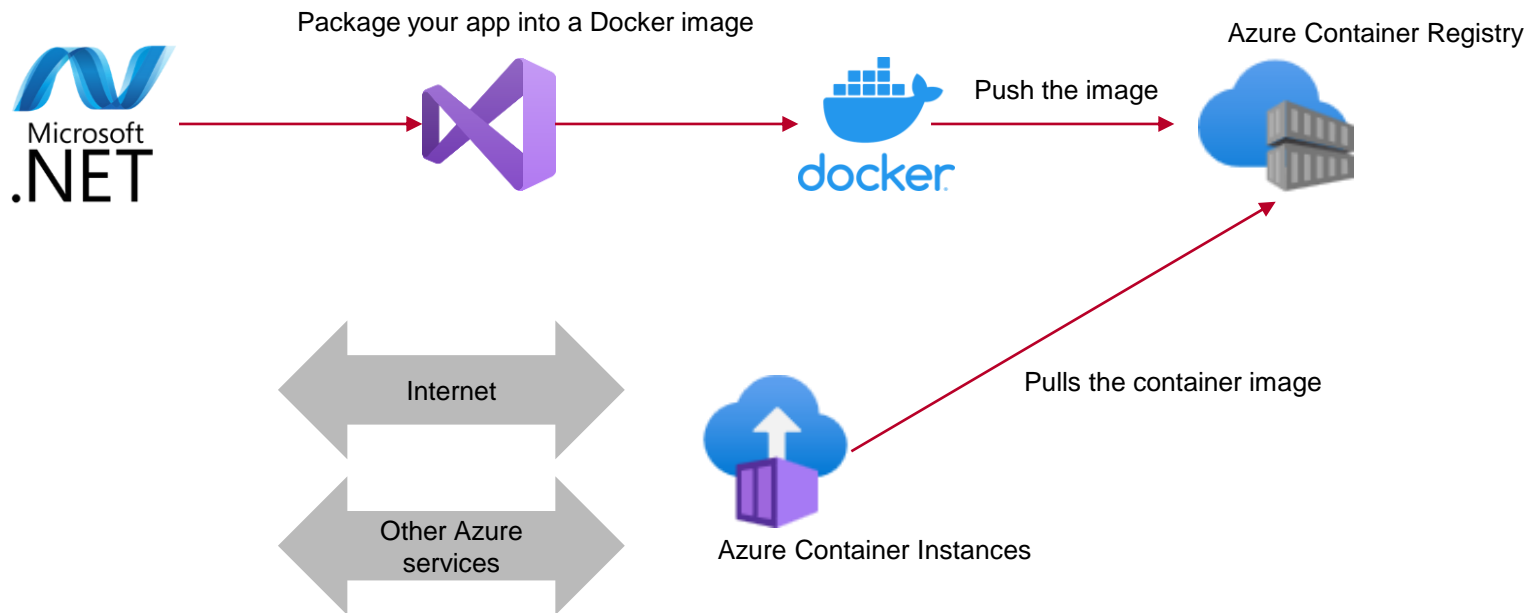 Package your app into a Docker image
Azure Container Registry
Microsoft
.NET
docker
Push the image
Internet
Pulls the container image
Other Azure
services
Azure Container Instances